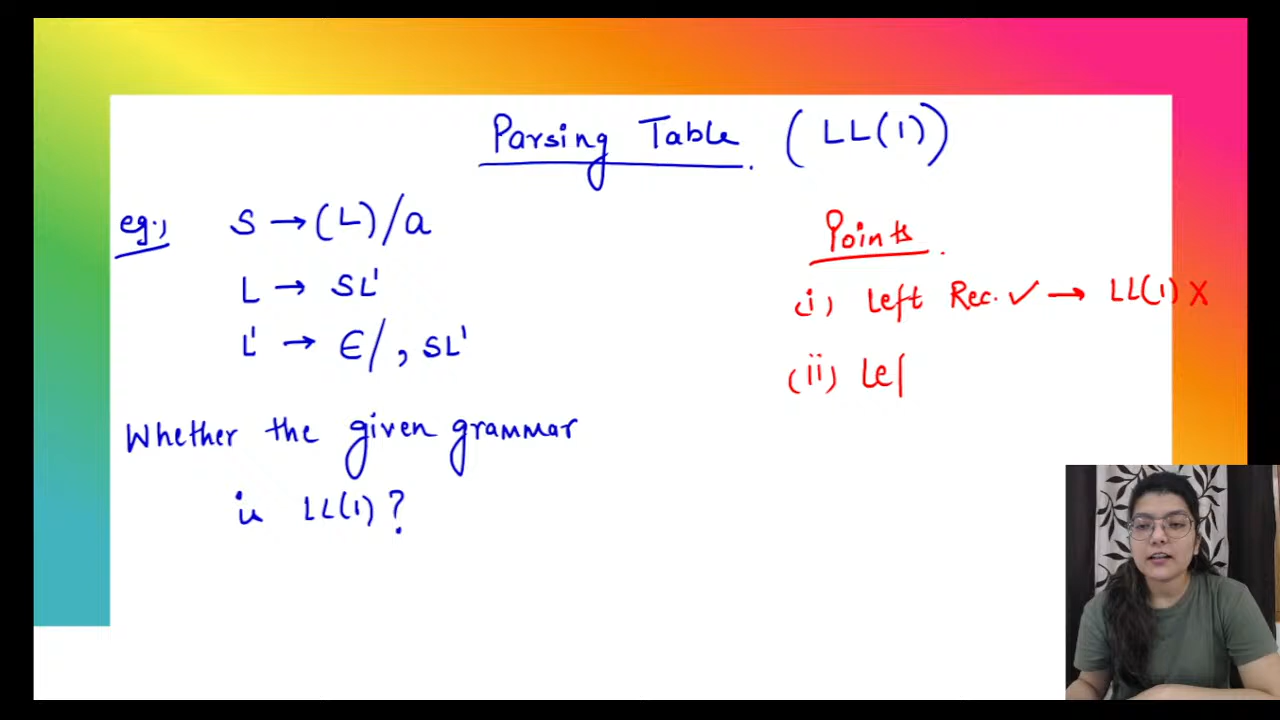 Parsing Table (LL(1))
eg:, S → (L)/a
L → SL'
L' → ϵ/, SL'
Whether the given grammar
is LL(1)?
Points
(i) Left Rec. ✓ → LL(1) X
(ii) Lef